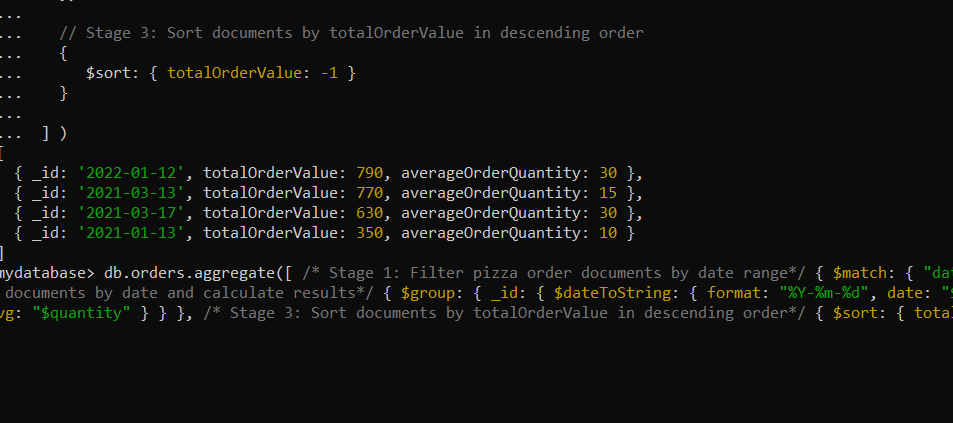 ...
... // Stage 3: Sort documents by totalOrderValue in descending order
... {
... $sort: { totalOrderValue: -1 }
... }
...
... ] )
[
{ _id: '2022-01-12', totalOrderValue: 790, averageOrderQuantity: 30 },
{ _id: '2021-03-13', totalOrderValue: 770, averageOrderQuantity: 15 },
{ _id: '2021-03-17', totalOrderValue: 630, averageOrderQuantity: 30 },
{ _id: '2021-01-13', totalOrderValue: 350, averageOrderQuantity: 10 }
]
mydatabase> db.orders.aggregate([ /* Stage 1: Filter pizza order documents by date range*/ { $match: { "dat
documents by date and calculate results*/ { $group: { _id: { $dateToString: { format: "%Y-%m-%d", date: "$
vg: "$quantity" } } }, /* Stage 3: Sort documents by totalOrderValue in descending order*/ { $sort: { total